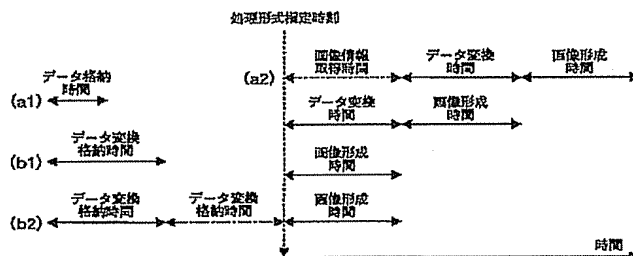 処理形式指定時刻
(a2)
画像情報
取得時間
データ変換
時間
画像形成
時間
データ格納
時間
(a1)
データ変換
時間
画像形成
時間
(b1)
データ変換
格納時間
画像形成
時間
(b2)
データ変換
格納時間
データ変換
格納時間
画像形成
時間
時間